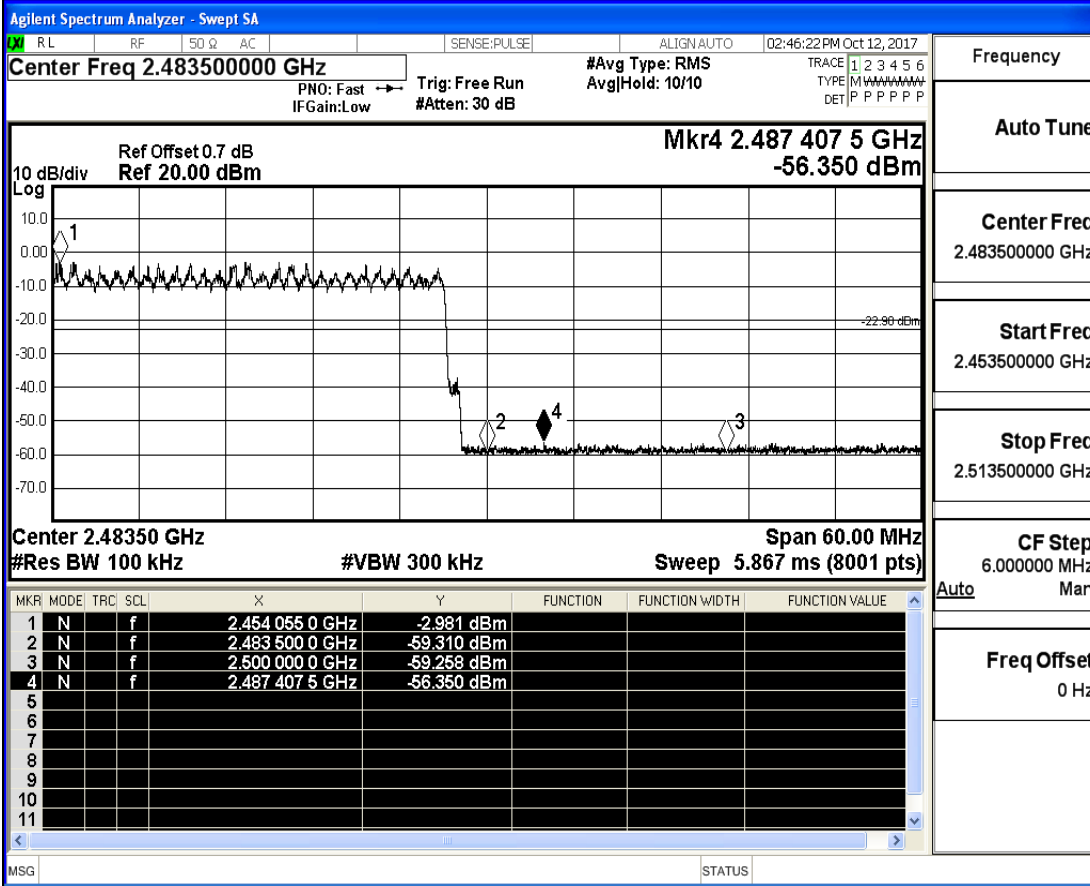 Agilent Spectrum Analyzer - Swept SA
LXI RL RF 50 Ω AC SENSE:PULSE ALIGNAUTO 02:46:22 PM Oct 12, 2017
Center Freq 2.483500000 GHz
PNO: Fast
IFGain:Low
Trig: Free Run
#Atten: 30 dB
#Avg Type: RMS
Avg|Hold: 10/10
TRACE 1 2 3 4 5 6
TYPE M WWWWW
DET P P P P P P
Mkr4 2.487 407 5 GHz
-56.350 dBm
Ref Offset 0.7 dB
10 dB/div Ref 20.00 dBm
Log
10.0
0.00
-10.0
-20.0
-30.0
-40.0
-50.0
-60.0
-70.0
1
-22.98 dBm
2
4
3
Center 2.48350 GHz Span 60.00 MHz
#Res BW 100 kHz #VBW 300 kHz Sweep 5.867 ms (8001 pts)
MKR MODE TRC SCL X Y FUNCTION FUNCTION WIDTH FUNCTION VALUE
1 N f 2.454 055 0 GHz -2.981 dBm
2 N f 2.483 500 0 GHz -59.310 dBm
3 N f 2.500 000 0 GHz -59.258 dBm
4 N f 2.487 407 5 GHz -56.350 dBm
5
6
7
8
9
10
11
MSG STATUS
Frequency
Auto Tune
Center Freq
2.483500000 GHz
Start Freq
2.453500000 GHz
Stop Freq
2.513500000 GHz
CF Step
6.000000 MHz
Auto Man
Freq Offset
0 Hz